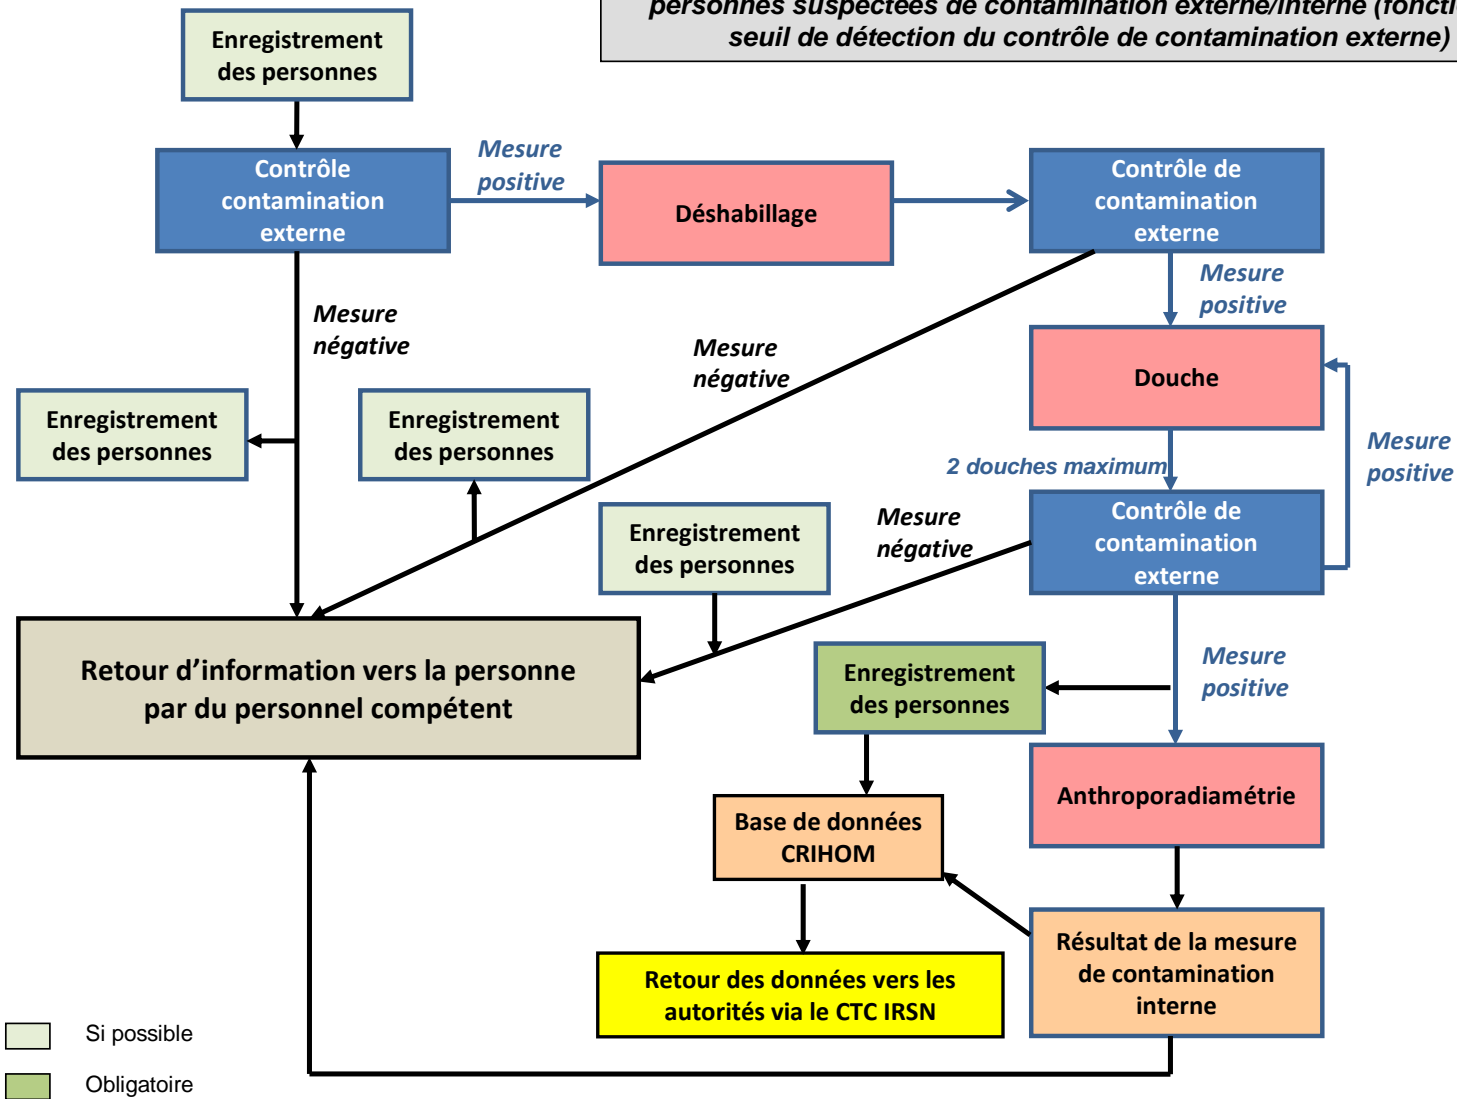 personnes suspectées de contamination externe/interne
seuil de détection du contrôle de contamination externe)
Enregistrement
des personnes
Contrôle
contamination
externe
Mesure
positive
Déshabillage
Contrôle de
contamination
externe
Mesure
positive
Mesure
négative
Mesure
négative
Douche
Mesure
positive
Enregistrement
des personnes
Enregistrement
des personnes
2 douches maximum
Contrôle de
contamination
externe
Mesure
négative
Enregistrement
des personnes
Retour d’information vers la personne
par du personnel compétent
Mesure
positive
Enregistrement
des personnes
Anthroporadiamétrie
Base de données
CRIHOM
Résultat de la mesure
de contamination
interne
Retour des données vers les
autorités via le CTC IRSN
Si possible
Obligatoire